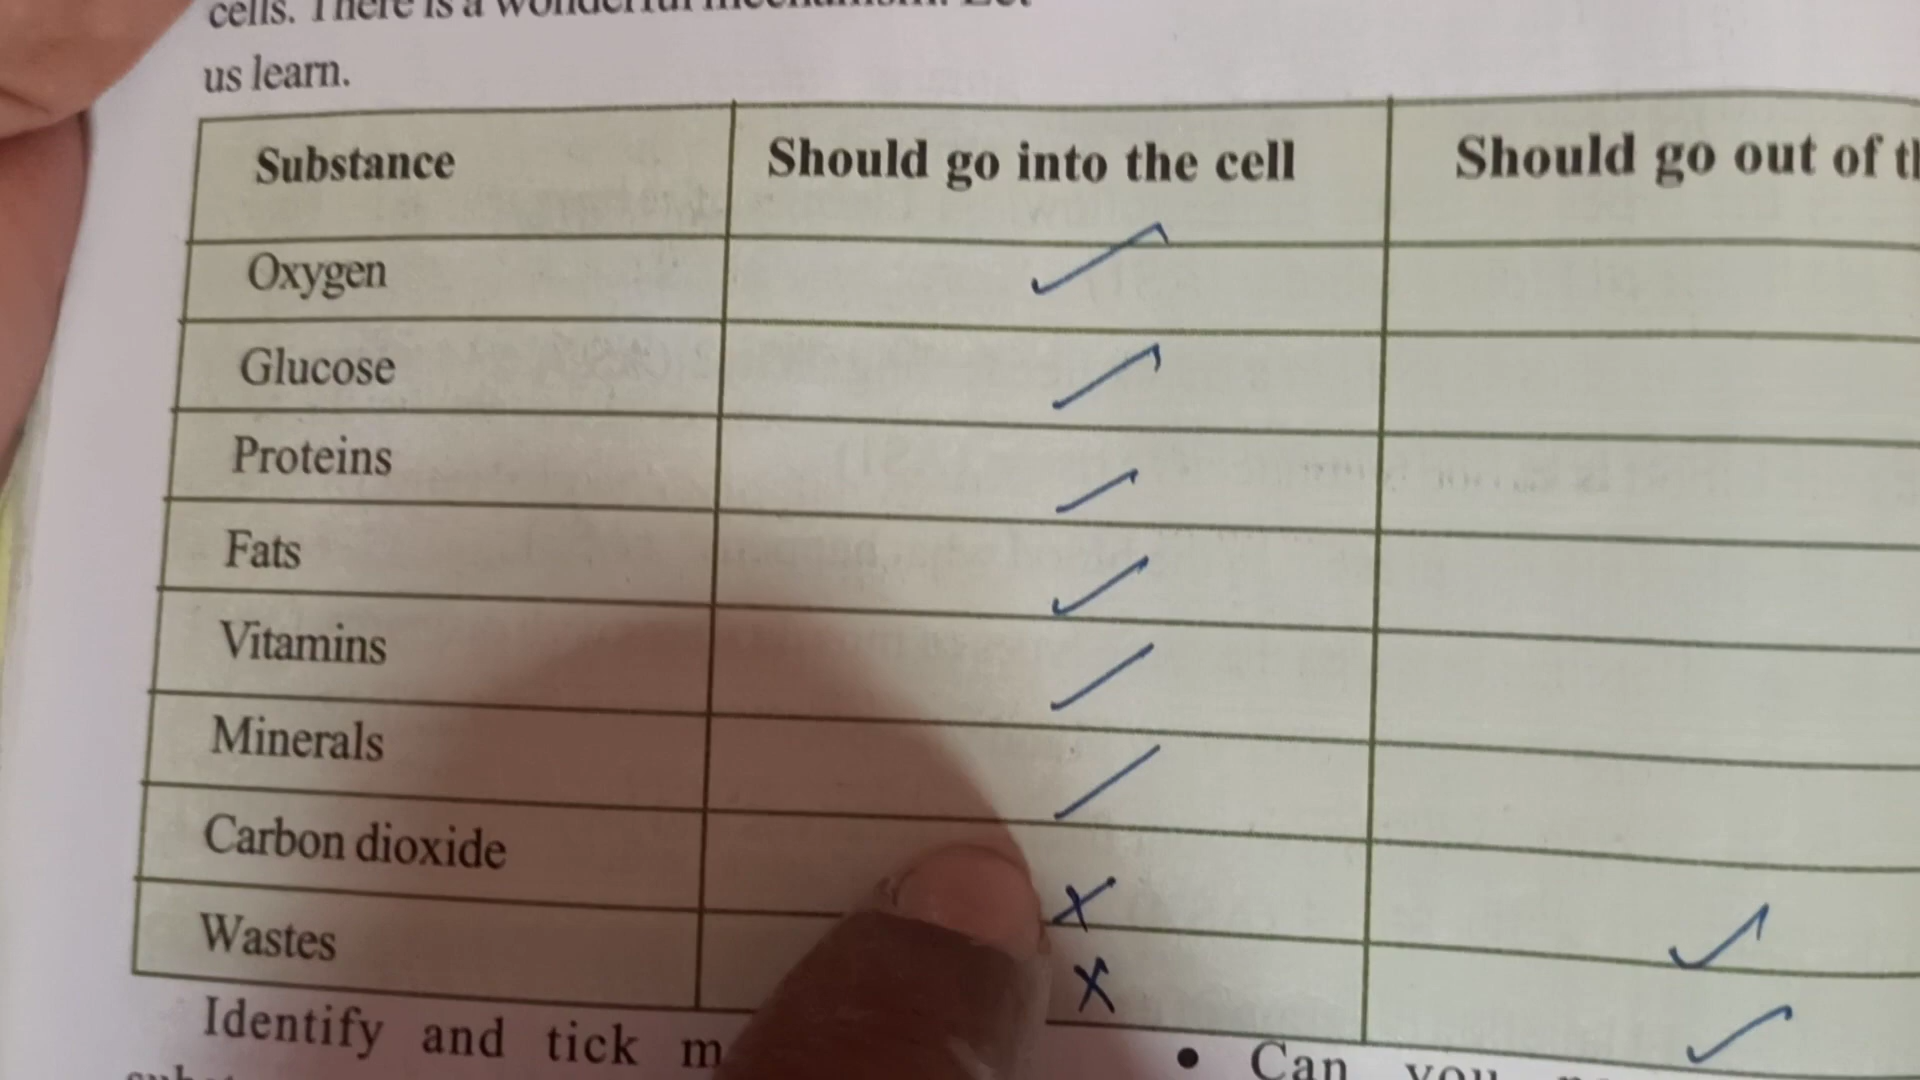 us learn.
Substance Should go into the cell Should go out of
Oxygen ✓
Glucose ✓
Proteins ✓
Fats ✓
Vitamins ✓
Minerals ✓
Carbon dioxide X ✓
Wastes X ✓
Identify and tick
• Can you